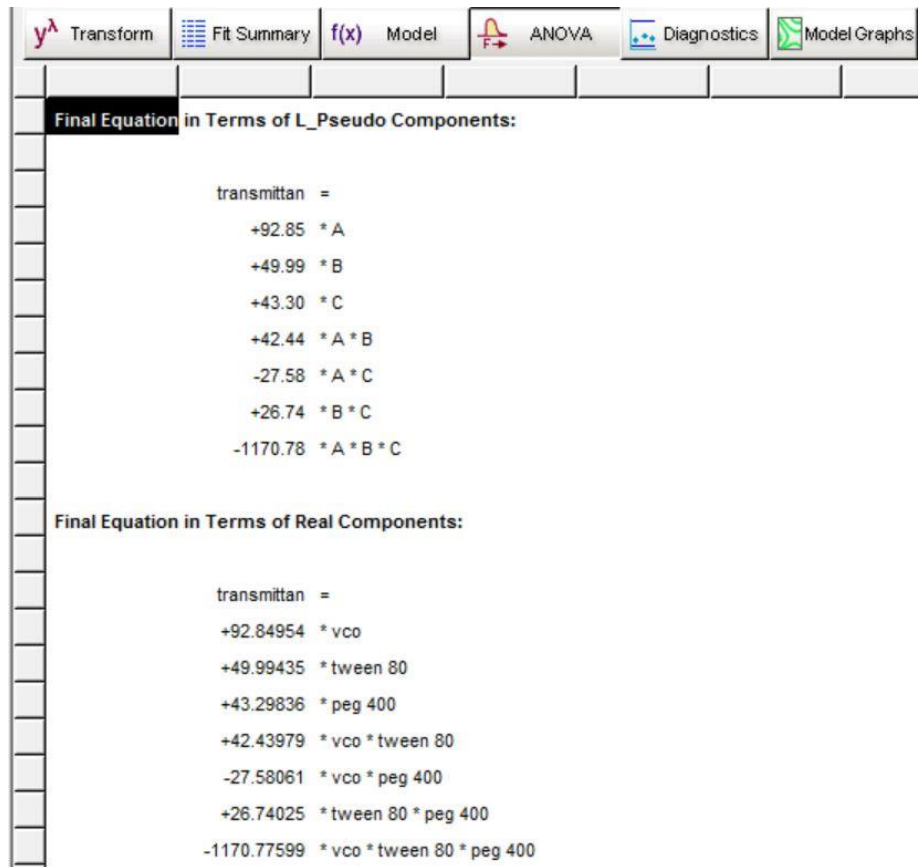 yλ Transform Fit Summary f(x) Model F ANOVA Diagnostics Model Graphs
Final Equation in Terms of L_Pseudo Components:
transmittan =
+92.85 * A
+49.99 * B
+43.30 * C
+42.44 * A * B
-27.58 * A * C
+26.74 * B * C
-1170.78 * A * B * C
Final Equation in Terms of Real Components:
transmittan =
+92.84954 * vco
+49.99435 * tween 80
+43.29836 * peg 400
+42.43979 * vco * tween 80
-27.58061 * vco * peg 400
+26.74025 * tween 80 * peg 400
-1170.77599 * vco * tween 80 * peg 400